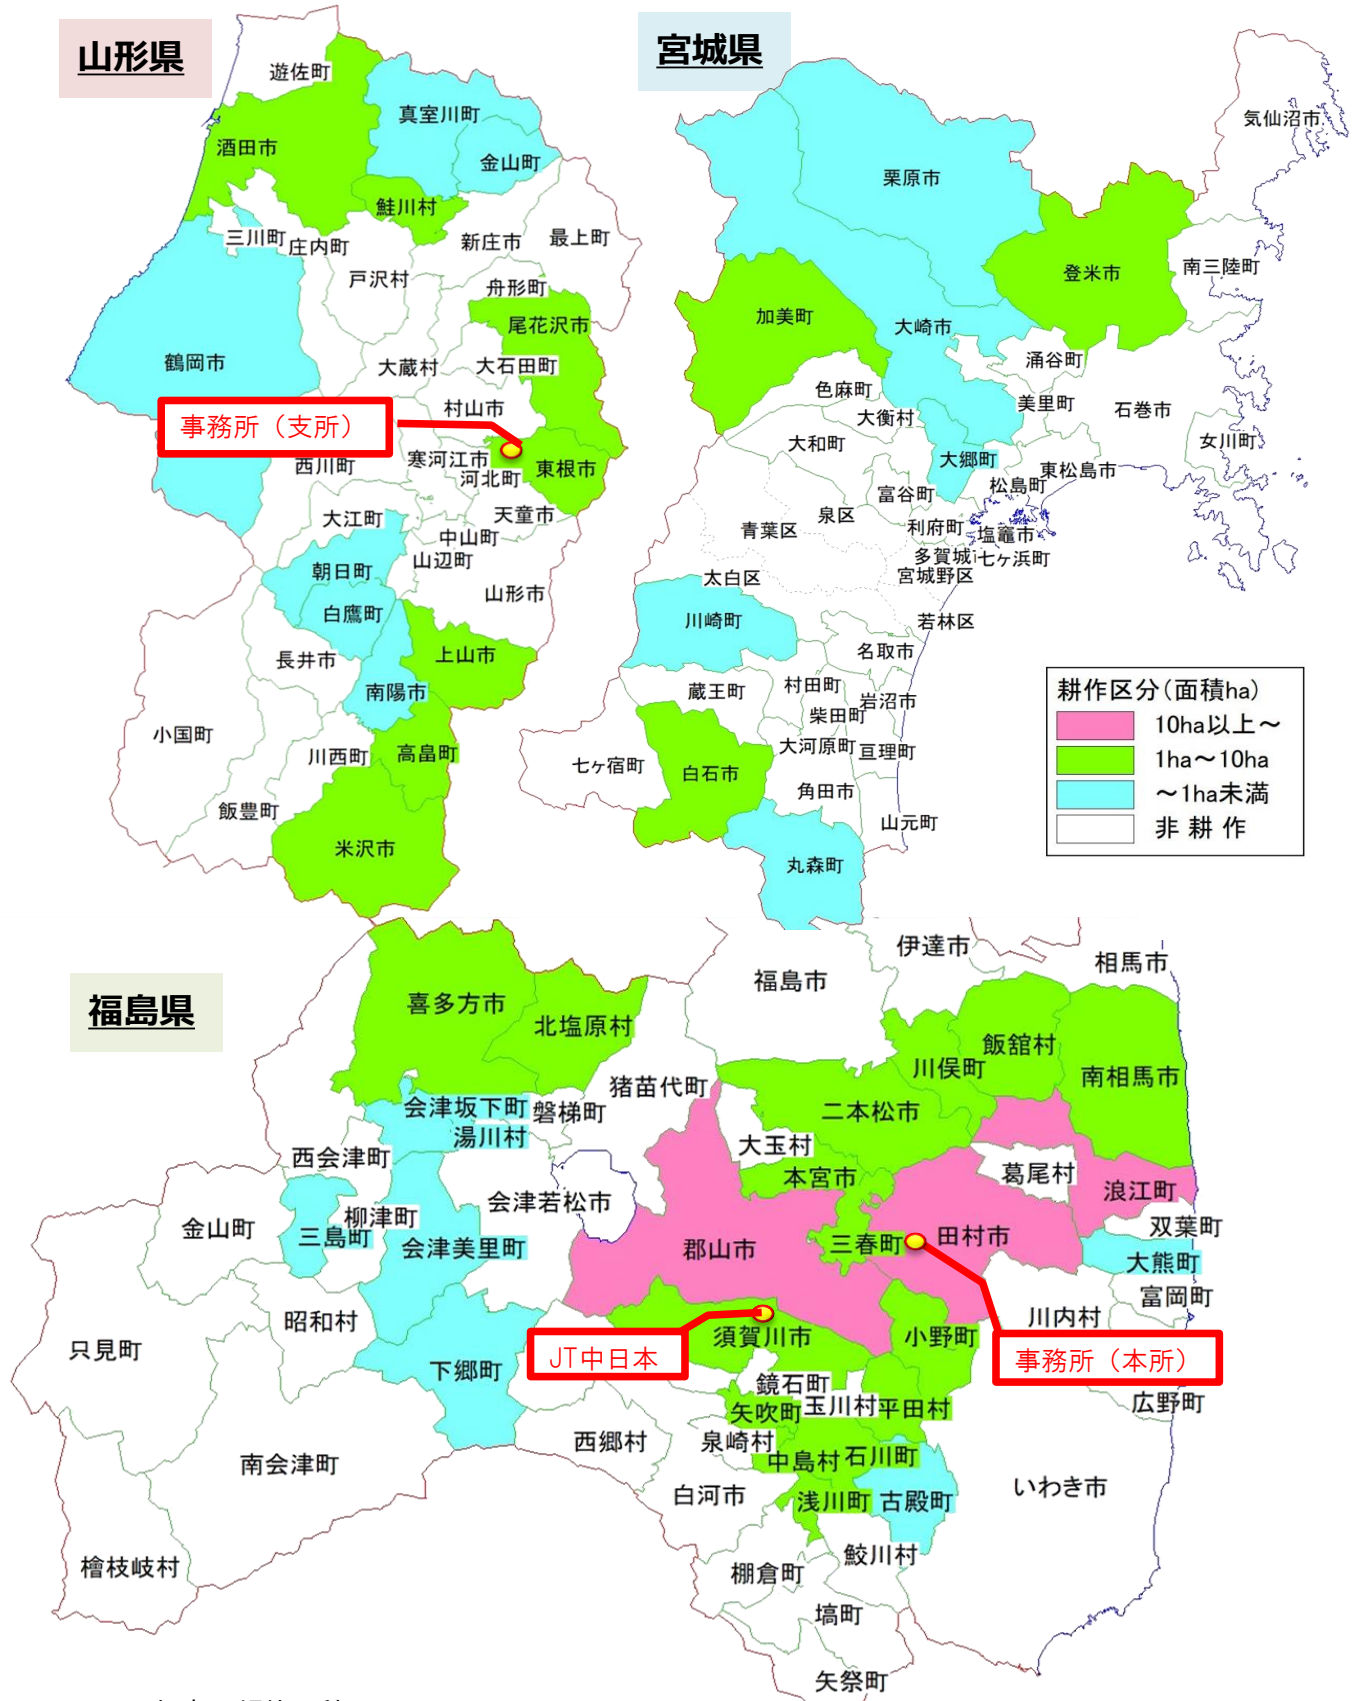 山形県
遊佐町
真室川町
酒田市
金山町
鮭川村
三川町
庄内町
新庄市
最上町
戸沢村
舟形町
尾花沢市
鶴岡市
大蔵村
大石田町
村山市
事務所（支所）
寒河江市
西川町
河北町
東根市
大江町
天童市
中山町
山辺町
朝日町
山形市
白鷹町
長井市
上山市
南陽市
小国町
川西町
高畠町
飯豊町
米沢市
宮城県
気仙沼市
栗原市
登米市
南三陸町
加美町
大崎市
涌谷町
色麻町
美里町
石巻市
大衡村
大和町
女川町
大郷町
東松島市
松島町
富谷町
泉区
青葉区
利府町
塩竈市
多賀城市
七ヶ浜町
太白区
宮城野区
川崎町
若林区
名取市
蔵王町
村田町
岩沼市
柴田町
七ヶ宿町
白石市
大河原町
亘理町
角田市
山元町
丸森町
耕作区分(面積ha)
10ha以上～
1ha～10ha
～1ha未満
非 耕 作
福島県
伊達市
相馬市
福島市
喜多方市
北塩原村
飯舘村
川俣町
南相馬市
猪苗代町
会津坂下町
磐梯町
二本松市
湯川村
大玉村
西会津町
本宮市
葛尾村
浪江町
会津若松市
金山町
柳津町
三島町
会津美里町
郡山市
三春町
田村市
双葉町
大熊町
富岡町
昭和村
川内村
只見町
須賀川市
小野町
JT中日本
事務所（本所）
下郷町
鏡石町
玉川村
平田村
広野町
矢吹町
西郷村
泉崎村
南会津町
中島村
石川町
いわき市
白河市
浅川町
古殿町
檜枝岐村
鮫川村
棚倉町
塙町
矢祭町